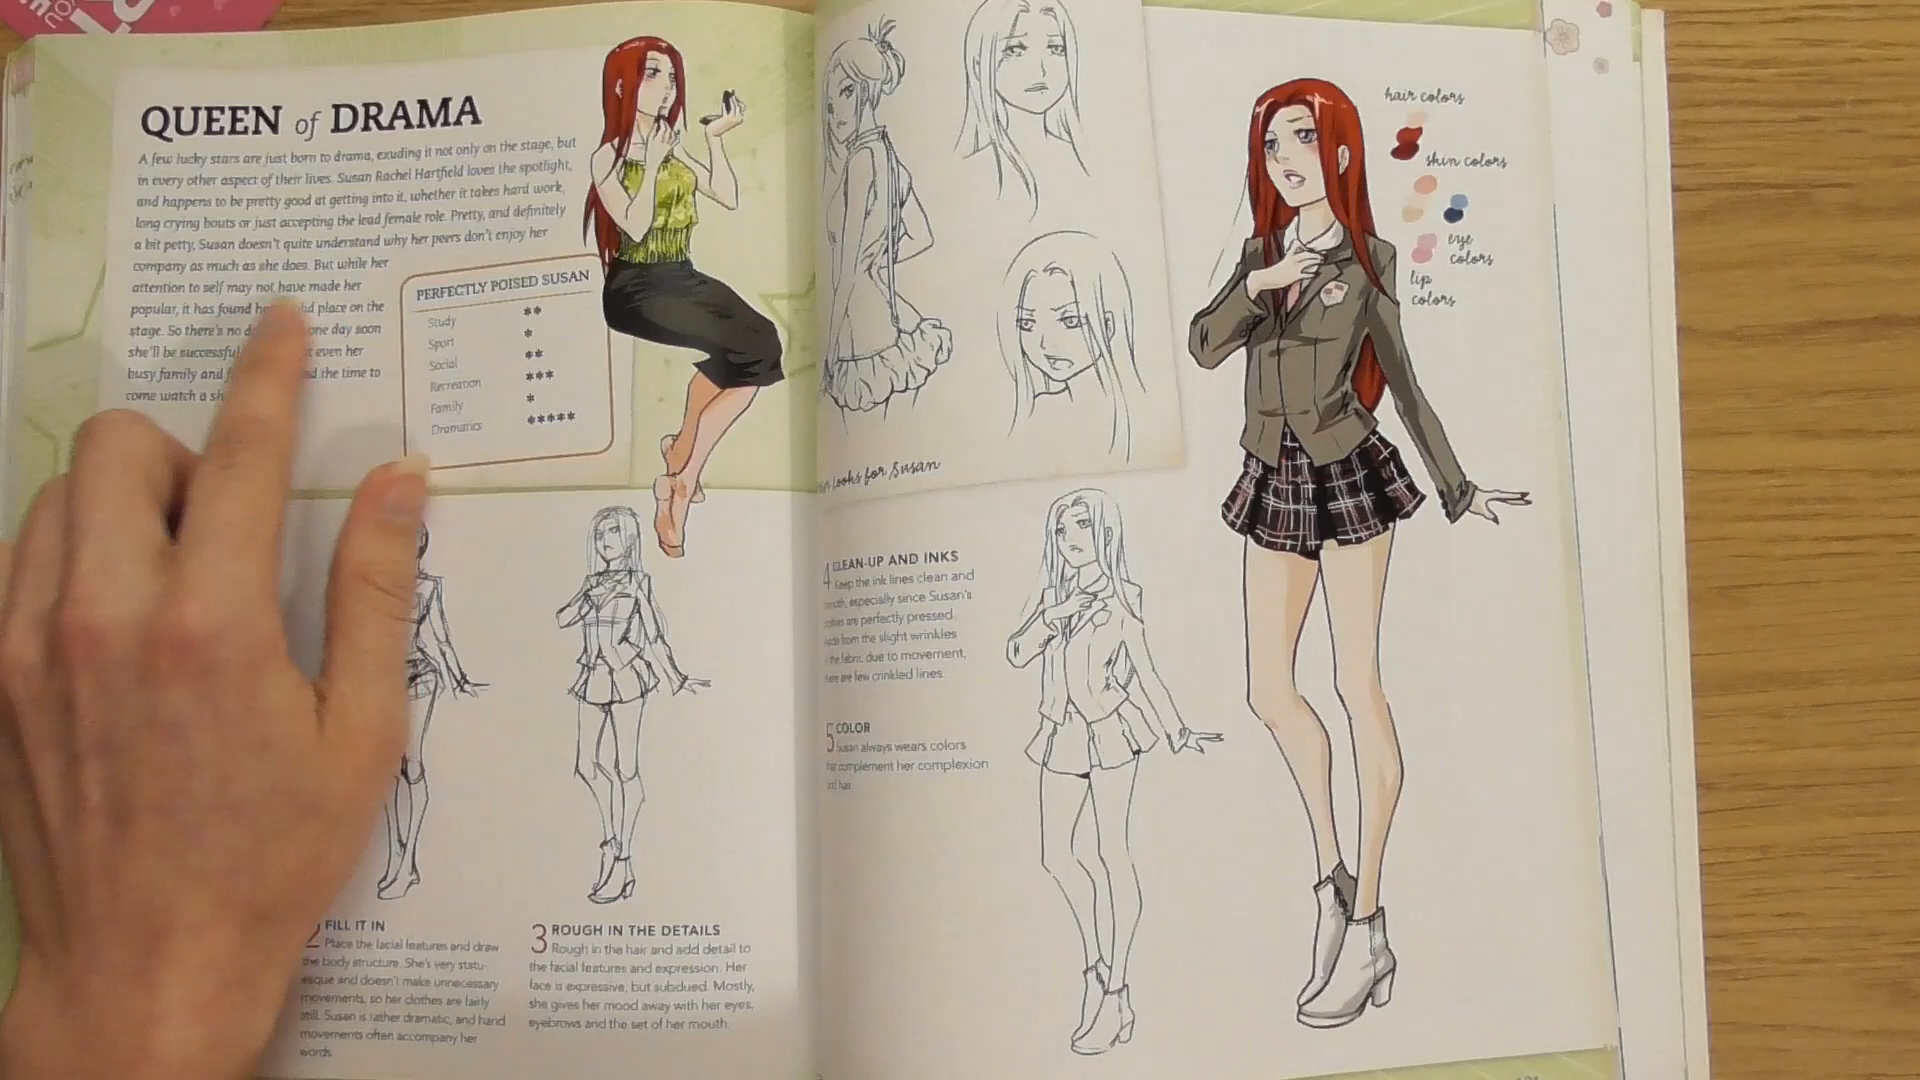 QUEEN of DRAMA
A few lucky stars are just born to drama, exuding it not only on the stage, but
in every other aspect of their lives. Susan Rachel Hartfield loves the spotlight,
and happens to be pretty good at getting into it, whether it takes hard work,
long crying bouts or just accepting the lead female role. Pretty, and definitely
a bit petty, Susan doesn't quite understand why her peers don't enjoy her
company as much as she does. But while her
attention to self may not have made her
popular, it has found place on the
stage. So there's no one day soon
she'll be successful even her
busy family and the time to
come watch a
PERFECTLY POISED SUSAN
Study **
Sport *
Social **
Recreation ***
Family *
Dramatics *****
2 FILL IT IN
Place the facial features and draw
the body structure. She's very statu-
esque and doesn't make unnecessary
movements, so her clothes are fairly
still. Susan is rather dramatic, and hand
movements often accompany her
words.
3 ROUGH IN THE DETAILS
Rough in the hair and add detail to
the facial features and expression. Her
face is expressive, but subdued. Mostly,
she gives her mood away with her eyes,
eyebrows and the set of her mouth.
looks for Susan
4 CLEAN-UP AND INKS
Keep the ink lines clean and
especially since Susan's
clothes are perfectly pressed.
Aside from the slight wrinkles
in the fabric due to movement,
there are few crinkled lines.
5 COLOR
Susan always wears colors
that complement her complexion
and hair.
hair colors
skin colors
eye
colors
lip
colors